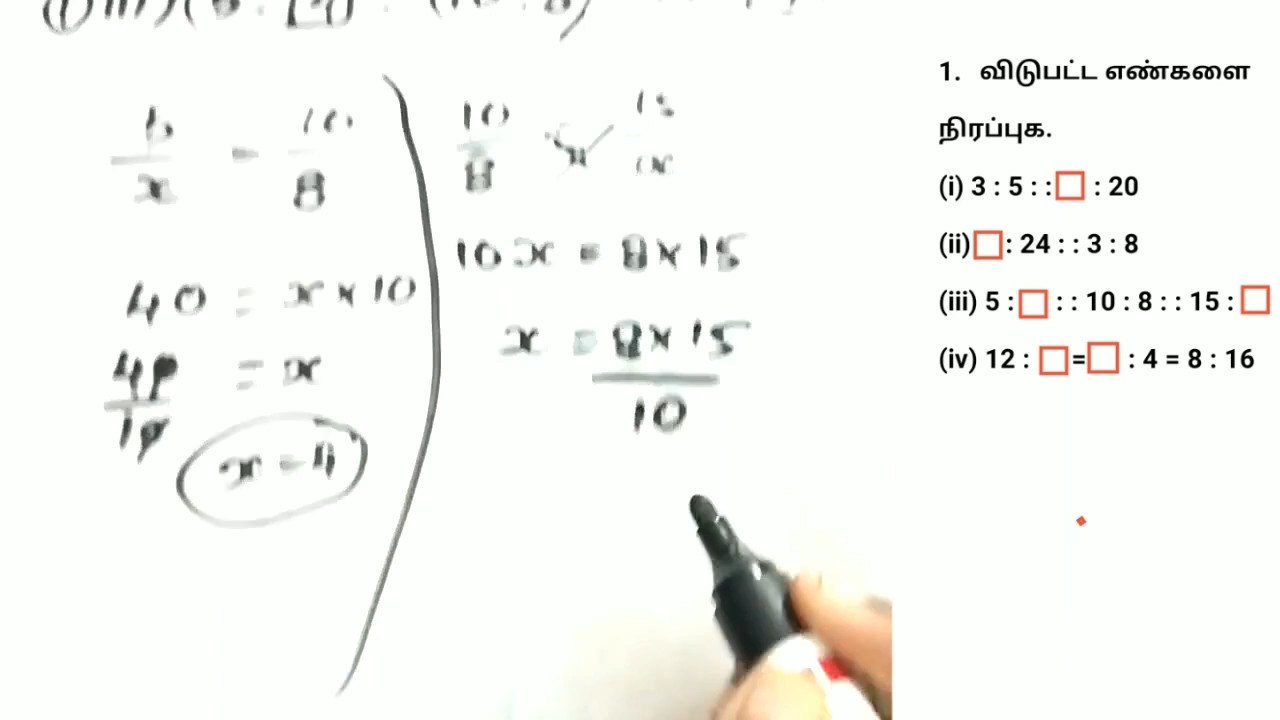 5/x = 10/8
40 = x × 10
40/10 = x
x = 4
10/8 = 15/x
10x = 8 × 15
x = 8 × 15
10
1. விடுபட்ட எண்களை
நிரப்புக.
(i) 3 : 5 : : □ : 20
(ii) □ : 24 : : 3 : 8
(iii) 5 : □ : : 10 : 8 : : 15 : □
(iv) 12 : □ = □ : 4 = 8 : 16